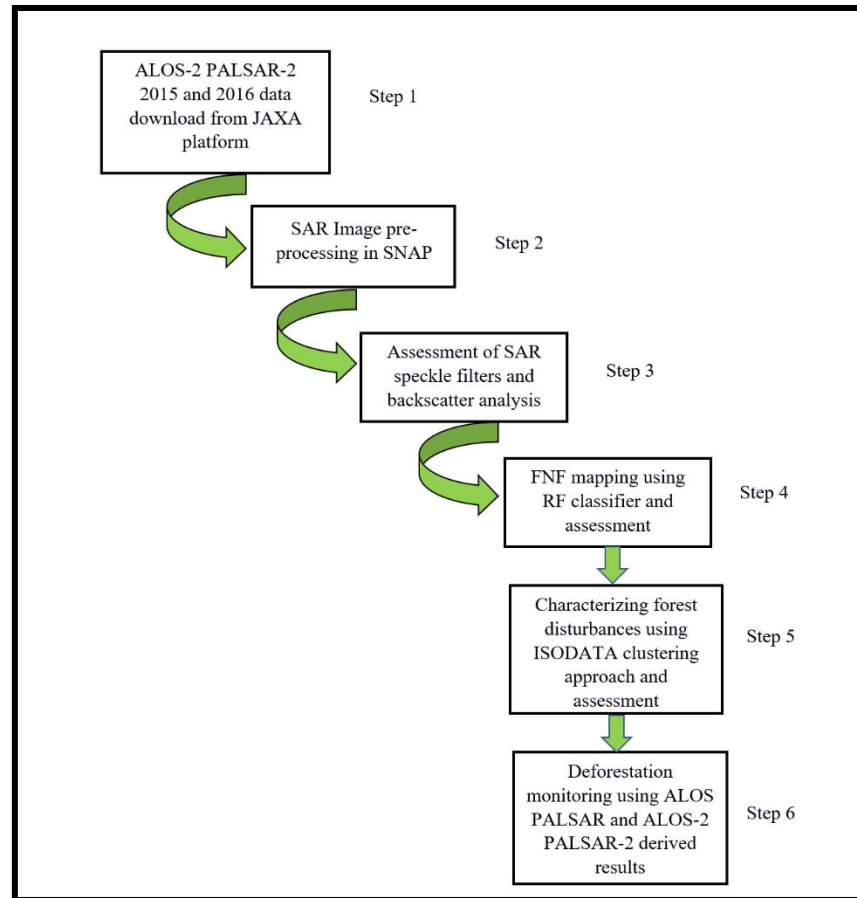 ALOS-2 PALSAR-2
2015 and 2016 data
download from JAXA
platform
Step 1
SAR Image pre-
processing in SNAP
Step 2
Assessment of SAR
speckle filters and
backscatter analysis
Step 3
FNF mapping using
RF classifier and
assessment
Step 4
Characterizing forest
disturbances using
ISODATA clustering
approach and
assessment
Step 5
Deforestation
monitoring using ALOS
PALSAR and ALOS-2
PALSAR-2 derived
results
Step 6